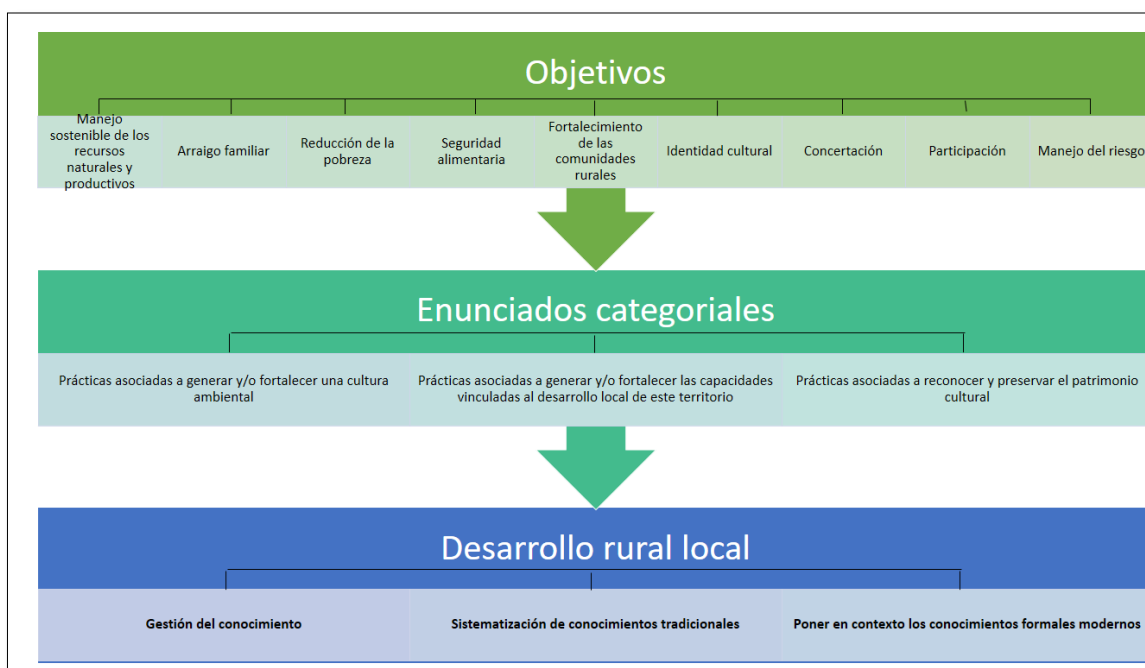 Objetivos
Manejo
sostenible de los
recursos
naturales y
productivos
Arraigo familiar
Reducción de la
pobreza
Seguridad
alimentaria
Fortalecimiento
de las
comunidades
rurales
Identidad cultural
Concertación
Participación
Manejo del riesgo
Enunciados categoriales
Prácticas asociadas a generar y/o fortalecer una cultura
ambiental
Prácticas asociadas a generar y/o fortalecer las capacidades
vinculadas al desarrollo local de este territorio
Prácticas asociadas a reconocer y preservar el patrimonio
cultural
Desarrollo rural local
Gestión del conocimiento
Sistematización de conocimientos tradicionales
Poner en contexto los conocimientos formales modernos